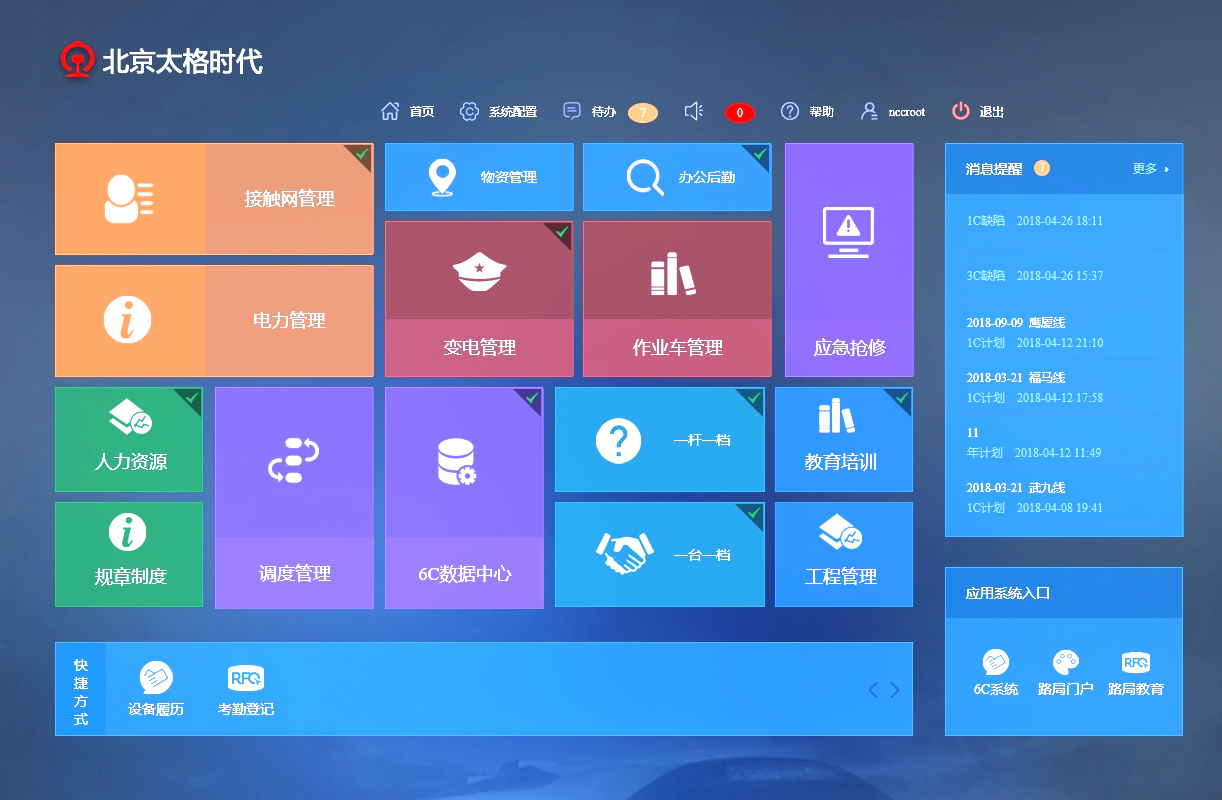 北京太格时代
首页 系统配置 待办 7 0 帮助 nccroot 退出
接触网管理
物资管理
办公后勤
应急抢修
电力管理
变电管理
作业车管理
人力资源
调度管理
6C数据中心
一杆一档
教育培训
规章制度
一台一档
工程管理
快捷方式
设备履历
RFQ
考勤登记
消息提醒 7 更多
1C缺陷 2018-04-26 18:11
3C缺陷 2018-04-26 15:37
2018-09-09 鹰厦线
1C计划 2018-04-12 21:10
2018-03-21 福马线
1C计划 2018-04-12 17:58
11
年计划 2018-04-12 11:49
2018-03-21 武九线
1C计划 2018-04-08 19:41
应用系统入口
6C系统
路局门户
RFQ
路局教育